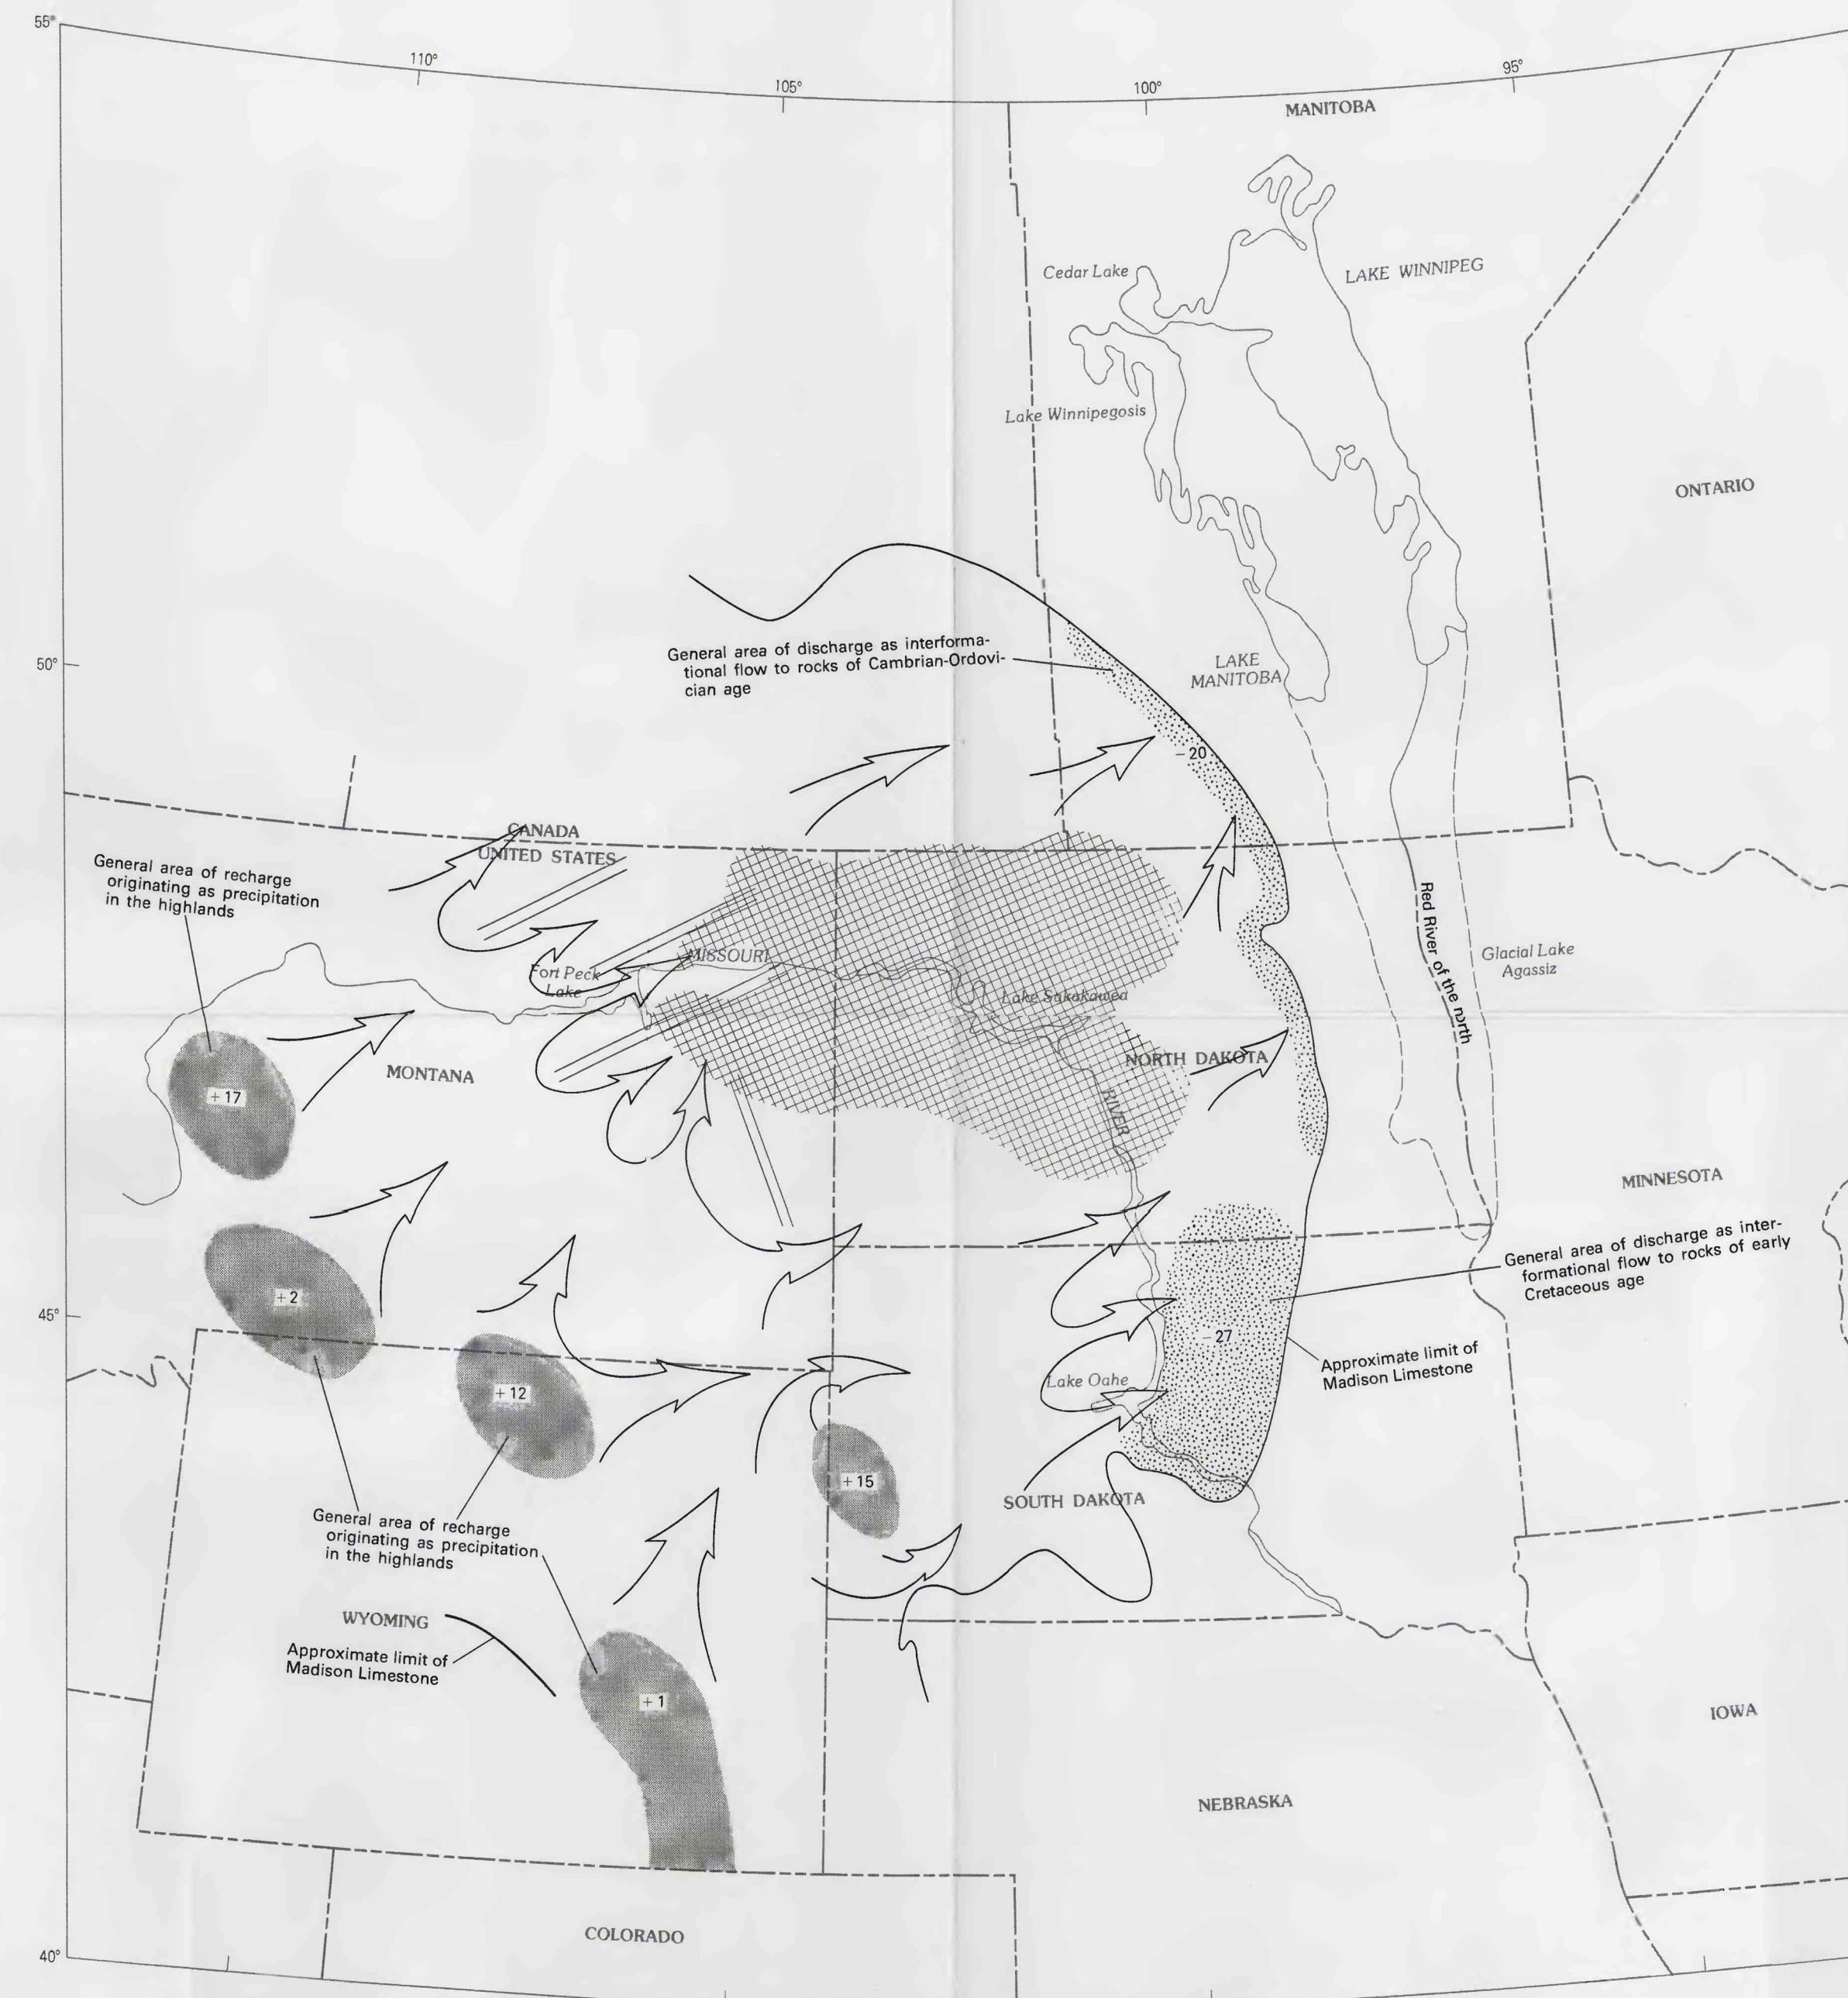 55°
110°
105°
100°
95°
MANITOBA
Cedar Lake
LAKE WINNIPEG
Lake Winnipegosis
ONTARIO
General area of discharge as interforma-
tional flow to rocks of Cambrian-Ordovi-
cian age
50°
LAKE
MANITOBA
– 20
CANADA
UNITED STATES
General area of recharge
originating as precipitation
in the highlands
Red River of the north
MISSOURI
Fort Peck
Lake
Glacial Lake
Agassiz
Lake Sakakawea
NORTH DAKOTA
MONTANA
+ 17
RIVER
MINNESOTA
General area of discharge as inter-
formational flow to rocks of early
Cretaceous age
+ 2
45°
– 27
Approximate limit of
Madison Limestone
+ 12
Lake Oahe
+ 15
SOUTH DAKOTA
General area of recharge
originating as precipitation
in the highlands
WYOMING
Approximate limit of
Madison Limestone
+ 1
IOWA
NEBRASKA
COLORADO
40°